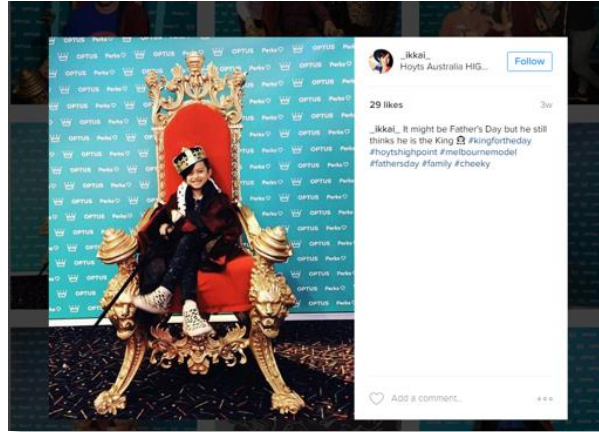 OPTUS Perks
_ikkai_
Hoyts Australia HIG...
Follow
29 likes
3w
_ikkai_ It might be Father's Day but he still
thinks he is the King #kingfortheday
#hoytshighpoint #melbournemodel
#fathersday #family #cheeky
Add a comment...